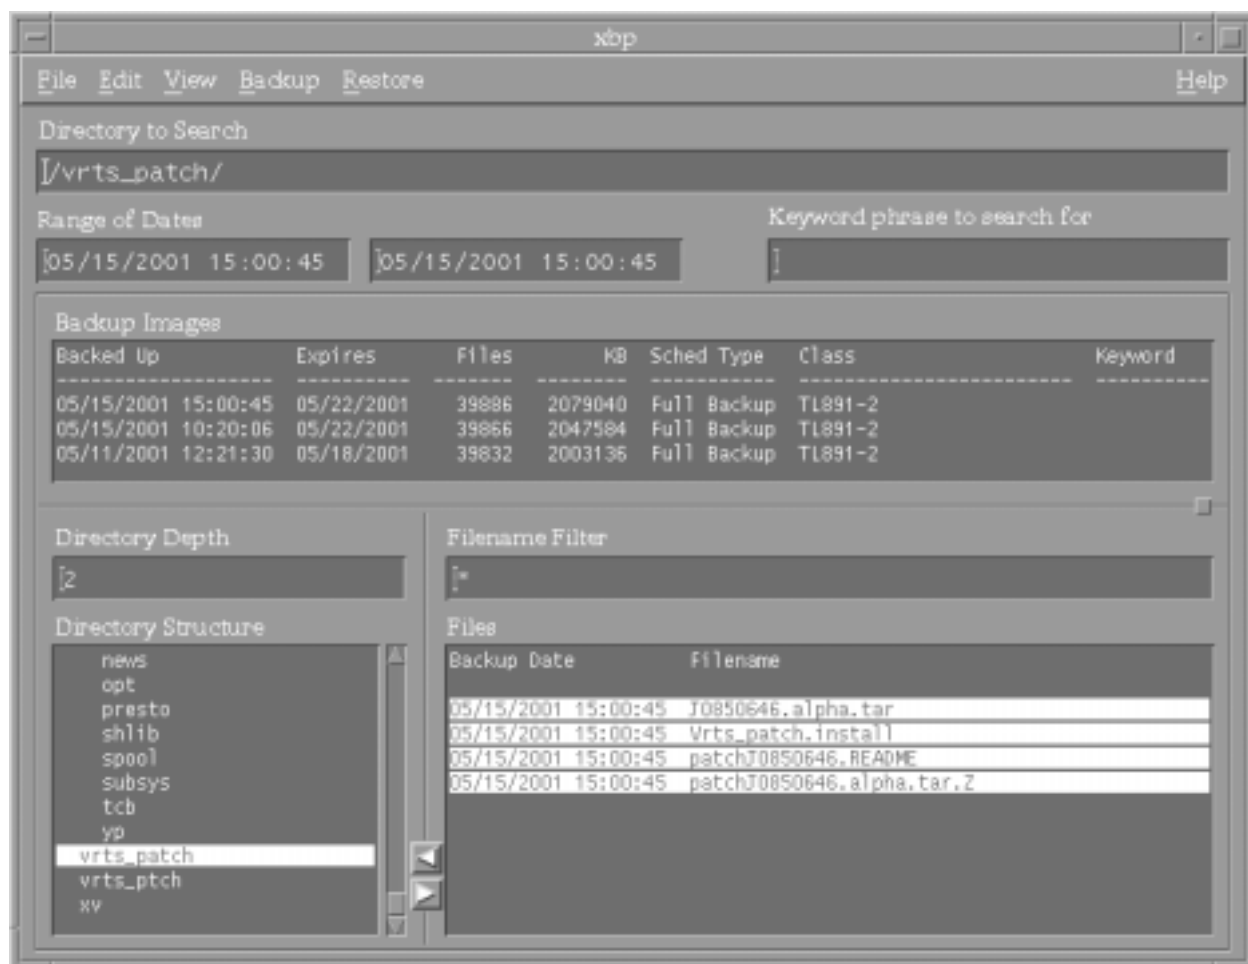 xbp
File Edit View Backup Restore Help
Directory to Search
/vrts_patch/
Range of Dates Keyword phrase to search for
05/15/2001 15:00:45 05/15/2001 15:00:45
Backup Images
Backed Up Expires Files KB Sched Type Class Keyword
------------------- ---------- ------- -------- ----------- ------------------------ ----------
05/15/2001 15:00:45 05/22/2001 39886 2079040 Full Backup TL891-2
05/15/2001 10:20:06 05/22/2001 39866 2047584 Full Backup TL891-2
05/11/2001 12:21:30 05/18/2001 39832 2003136 Full Backup TL891-2
Directory Depth
2
Directory Structure
news
opt
presto
shlib
spool
subsys
tcb
yp
vrts_patch
vrts_ptch
xv
Filename Filter
*
Files
Backup Date Filename
05/15/2001 15:00:45 J0850646.alpha.tar
05/15/2001 15:00:45 Vrts_patch.install
05/15/2001 15:00:45 patchJ0850646.README
05/15/2001 15:00:45 patchJ0850646.alpha.tar.Z